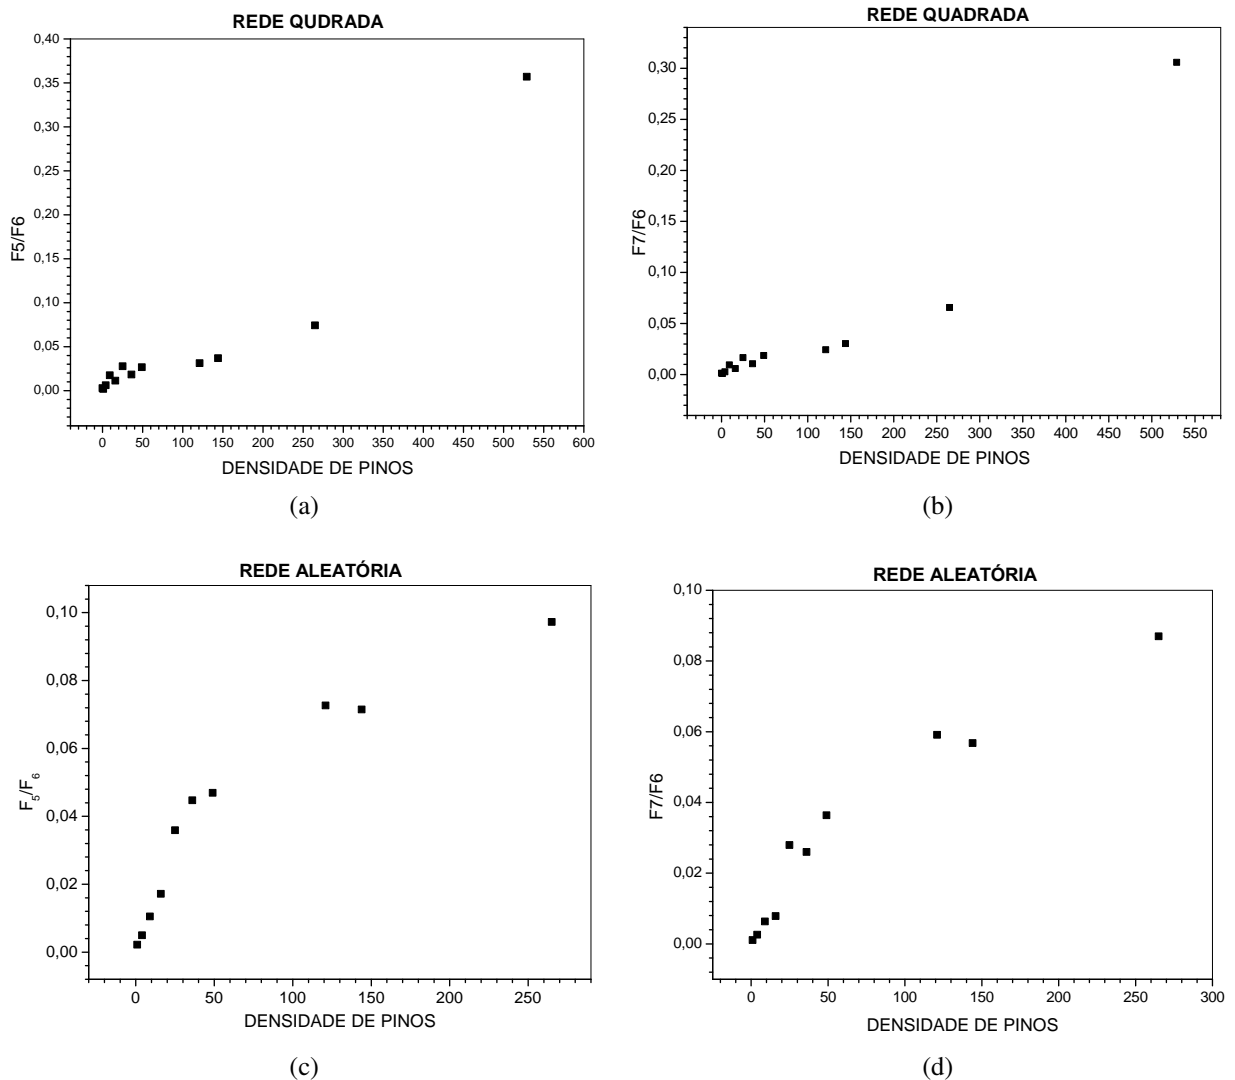 REDE QUDRADA
0,40
0,35
0,30
0,25
0,20
0,15
0,10
0,05
0,00
F5/F6
0 50 100 150 200 250 300 350 400 450 500 550 600
DENSIDADE DE PINOS
(a)
REDE QUADRADA
0,30
0,25
0,20
0,15
0,10
0,05
0,00
F7/F6
0 50 100 150 200 250 300 350 400 450 500 550
DENSIDADE DE PINOS
(b)
REDE ALEATÓRIA
0,10
0,08
0,06
0,04
0,02
0,00
F5/F6
0 50 100 150 200 250
DENSIDADE DE PINOS
(c)
REDE ALEATÓRIA
0,10
0,08
0,06
0,04
0,02
0,00
F7/F6
0 50 100 150 200 250 300
DENSIDADE DE PINOS
(d)